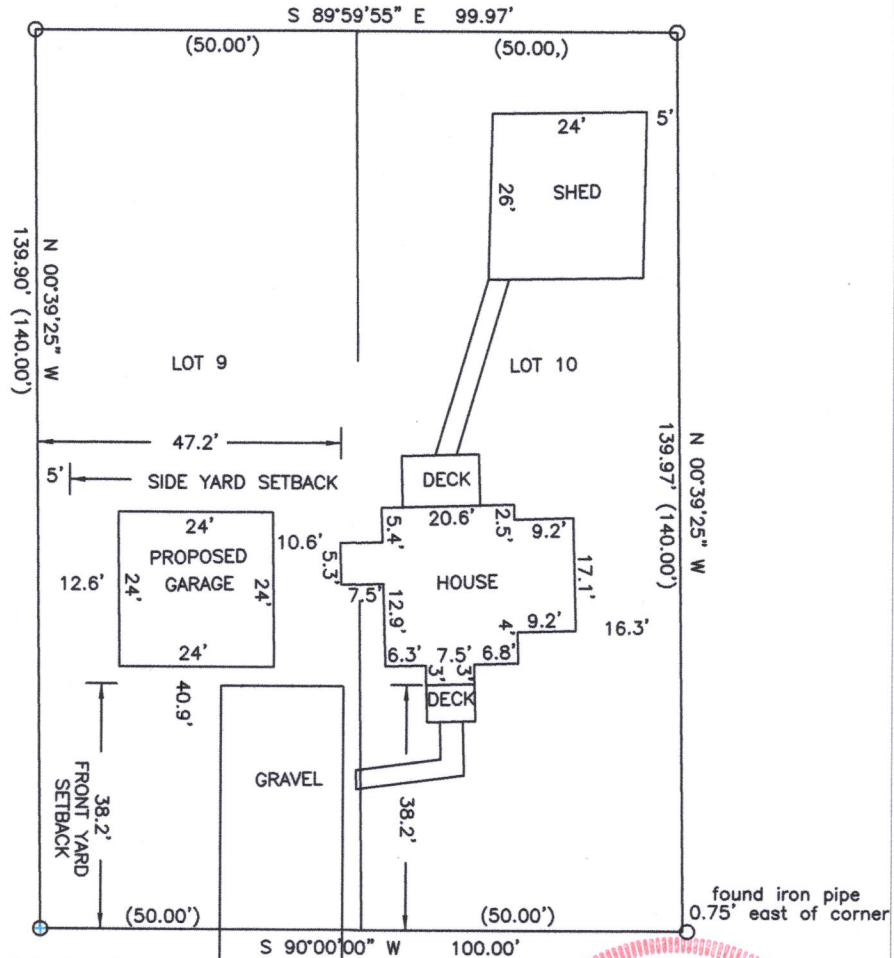 S 89°59'55" E 99.97'
(50.00')
(50.00,)
24'
5'
26'
SHED
N 00°39'25" W
139.90' (140.00')
LOT 9
LOT 10
47.2'
5'
SIDE YARD SETBACK
DECK
N 00°39'25" W
139.97' (140.00')
24'
10.6'
5.4'
20.6'
2.5'
9.2'
PROPOSED
GARAGE
12.6'
24'
24'
5.3'
7.5'
HOUSE
17.1'
12.9'
24'
4'
9.2'
16.3'
6.3'
7.5'
6.8'
3'
3'
40.9'
DECK
GRAVEL
FRONT YARD
SETBACK
38.2'
38.2'
found iron pipe
0.75' east of corner
(50.00')
(50.00')
S 90°00'00" W 100.00'